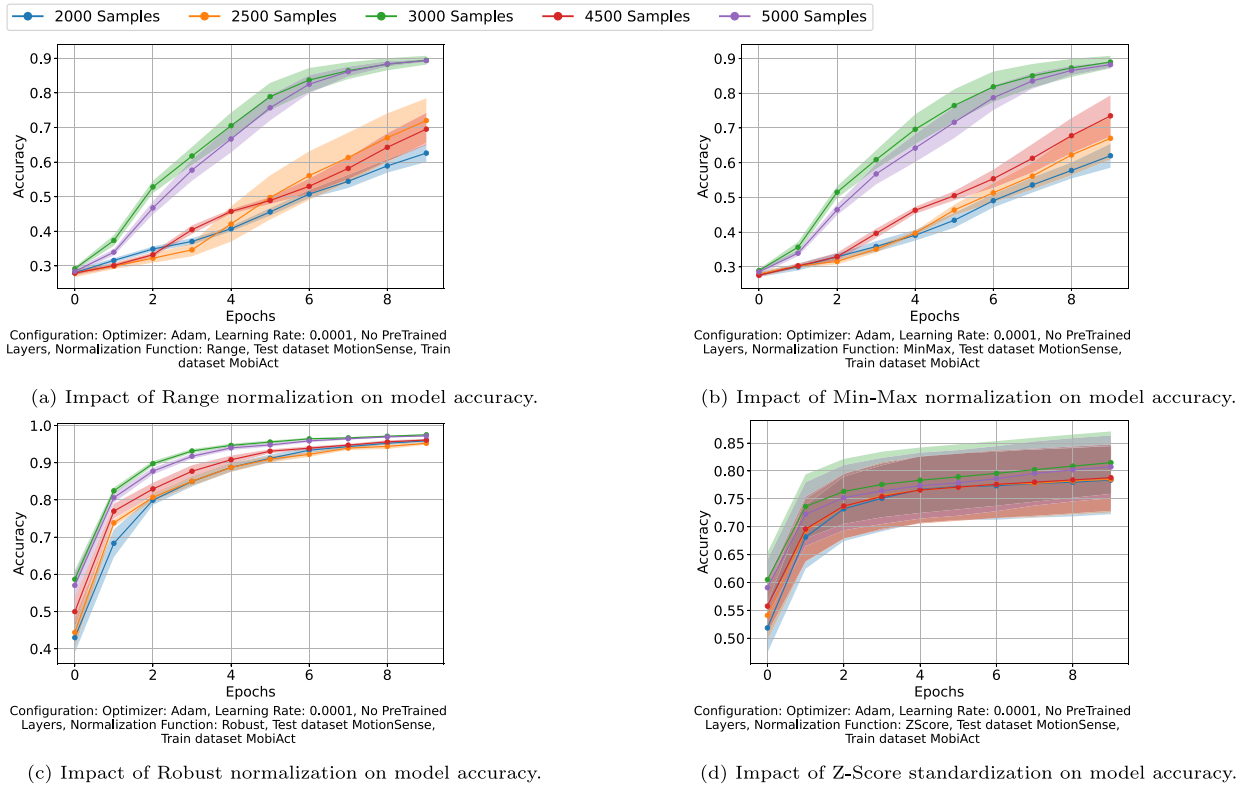 2000 Samples 2500 Samples 3000 Samples 4500 Samples 5000 Samples
0.9
0.8
0.7
0.6
0.5
0.4
0.3
Accuracy
0 2 4 6 8
Epochs
Configuration: Optimizer: Adam, Learning Rate: 0.0001, No PreTrained
Layers, Normalization Function: Range, Test dataset MotionSense, Train
dataset MobiAct
(a) Impact of Range normalization on model accuracy.
0.9
0.8
0.7
0.6
0.5
0.4
0.3
Accuracy
0 2 4 6 8
Epochs
Configuration: Optimizer: Adam, Learning Rate: 0.0001, No PreTrained
Layers, Normalization Function: MinMax, Test dataset MotionSense,
Train dataset MobiAct
(b) Impact of Min-Max normalization on model accuracy.
1.0
0.9
0.8
0.7
0.6
0.5
0.4
Accuracy
0 2 4 6 8
Epochs
Configuration: Optimizer: Adam, Learning Rate: 0.0001, No PreTrained
Layers, Normalization Function: Robust, Test dataset MotionSense,
Train dataset MobiAct
(c) Impact of Robust normalization on model accuracy.
0.85
0.80
0.75
0.70
0.65
0.60
0.55
0.50
Accuracy
0 2 4 6 8
Epochs
Configuration: Optimizer: Adam, Learning Rate: 0.0001, No PreTrained
Layers, Normalization Function: ZScore, Test dataset MotionSense,
Train dataset MobiAct
(d) Impact of Z-Score standardization on model accuracy.